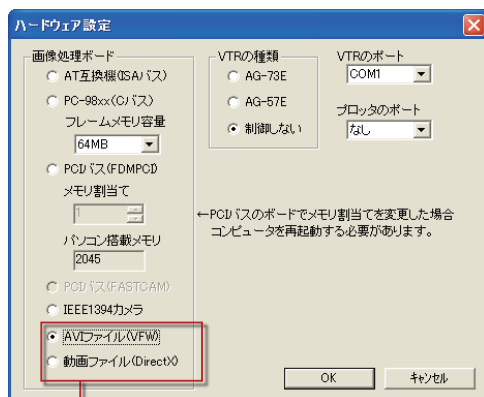 ハードウェア設定
画像処理ボード
AT互換機(ISAバス)
PC-98xx(Cバス)
フレームメモリ容量
64MB
PCIバス(FDMPCI)
メモリ割当て
1
パソコン搭載メモリ
2045
PCIバス(FASTCAM)
IEEE1394カメラ
AVIファイル(VFW)
動画ファイル(DirectX)
VTRの種類
AG-73E
AG-57E
制御しない
VTRのポート
COM1
プロッタのポート
なし
←PCIバスのボードでメモリ割当てを変更した場合
コンピュータを再起動する必要があります。
OK
キャンセル